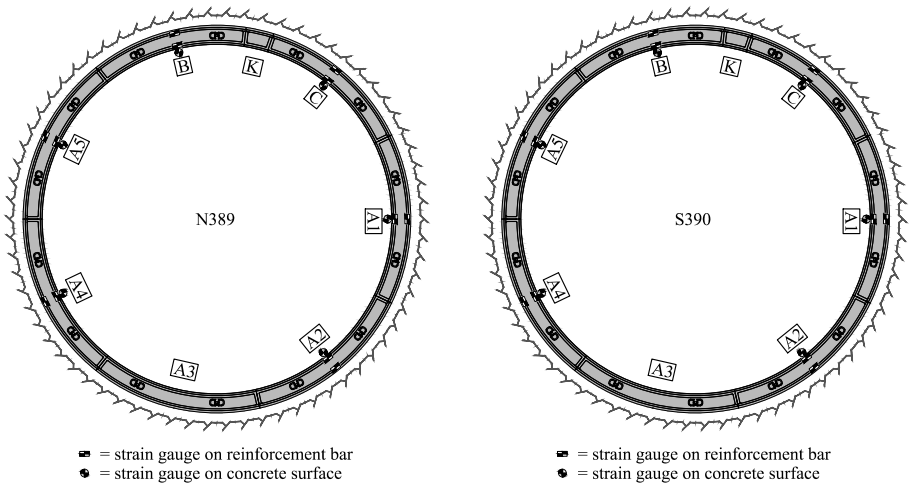 B
K
C
A5
N389
A1
A4
A2
A3
= strain gauge on reinforcement bar
= strain gauge on concrete surface
B
K
C
A5
S390
A1
A4
A2
A3
= strain gauge on reinforcement bar
= strain gauge on concrete surface